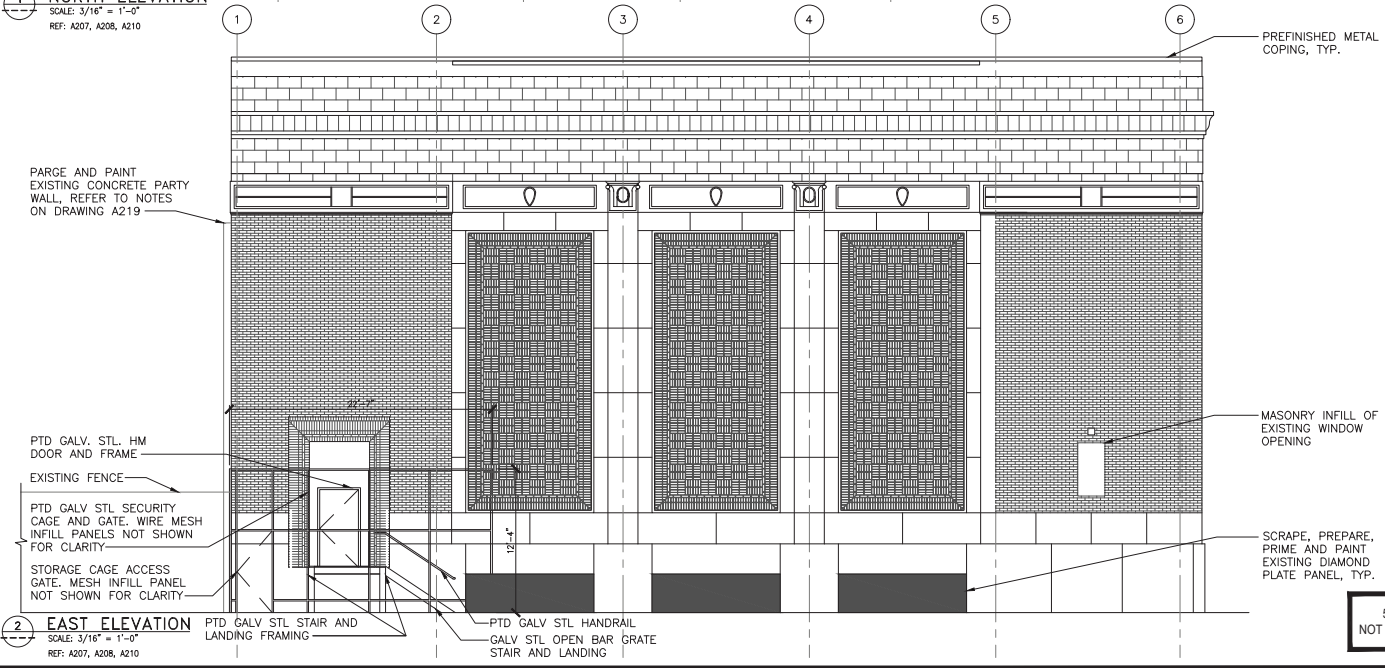 1 NORTH ELEVATION
SCALE: 3/16" = 1'-0"
REF: A207, A208, A210
1
2
3
4
5
6
PREFINISHED METAL
COPING, TYP.
PARGE AND PAINT
EXISTING CONCRETE PARTY
WALL, REFER TO NOTES
ON DRAWING A219
22'-7"
PTD GALV. STL. HM
DOOR AND FRAME
EXISTING FENCE
PTD GALV STL SECURITY
CAGE AND GATE. WIRE MESH
INFILL PANELS NOT SHOWN
FOR CLARITY
STORAGE CAGE ACCESS
GATE. MESH INFILL PANEL
NOT SHOWN FOR CLARITY
12'-4"
MASONRY INFILL OF
EXISTING WINDOW
OPENING
SCRAPE, PREPARE,
PRIME AND PAINT
EXISTING DIAMOND
PLATE PANEL, TYP.
2 EAST ELEVATION
SCALE: 3/16" = 1'-0"
REF: A207, A208, A210
PTD GALV STL STAIR AND
LANDING FRAMING
PTD GALV STL HANDRAIL
GALV STL OPEN BAR GRATE
STAIR AND LANDING
NOT